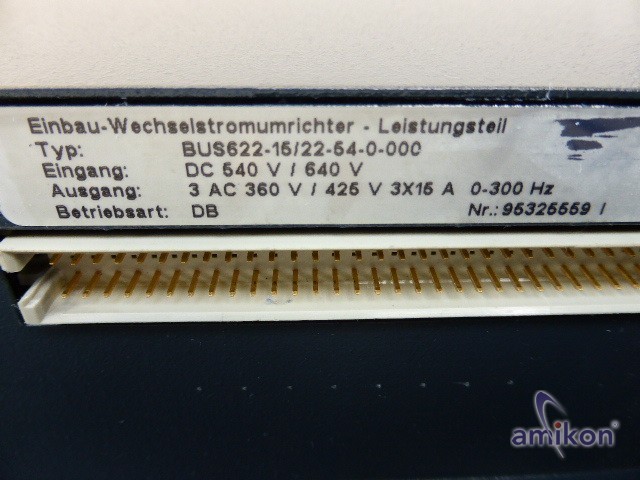 Einbau-Wechselstromumrichter - Leistungsteil
Typ: BUS622-15/22-54-0-000
Eingang: DC 540 V / 640 V
Ausgang: 3 AC 360 V / 425 V 3X15 A 0-300 Hz
Betriebsart: DB Nr.: 95325559 /
amikon